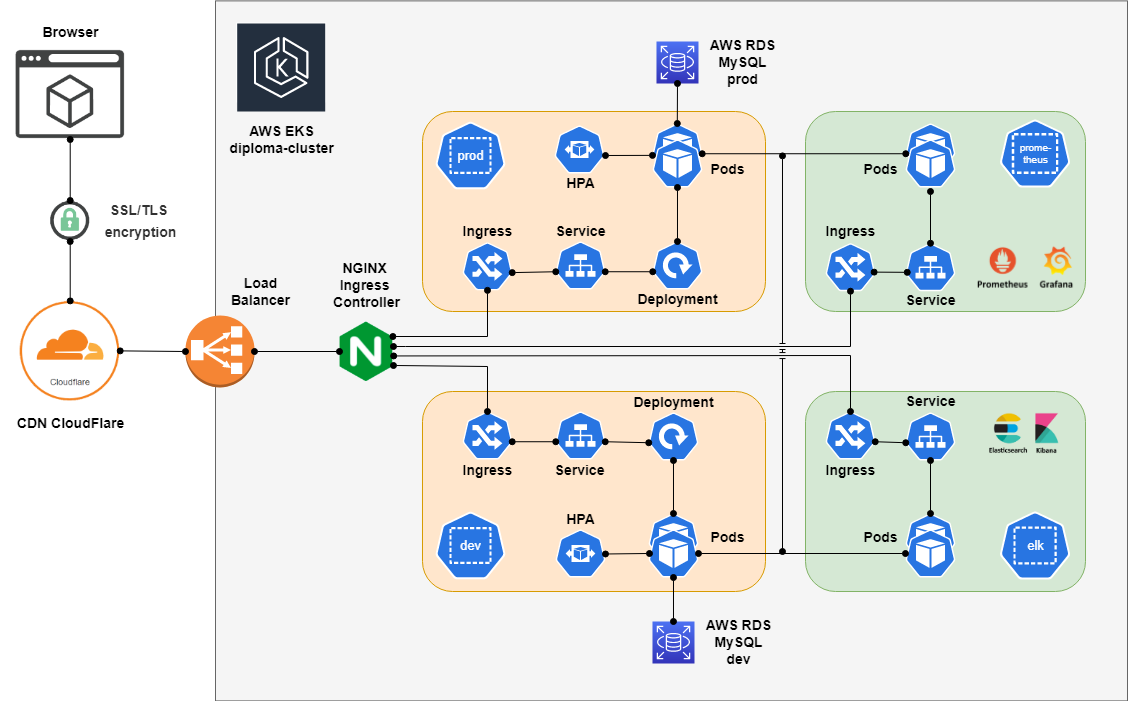 Browser
SSL/TLS
encryption
Cloudflare
CDN CloudFlare
Load
Balancer
K
AWS EKS
diploma-cluster
NGINX
Ingress
Controller
N
AWS RDS
MySQL
prod
prod
HPA
Pods
Ingress
Service
Deployment
Pods
prome-
theus
Ingress
Service
Prometheus
Grafana
Deployment
Ingress
Service
dev
HPA
Pods
AWS RDS
MySQL
dev
Service
Ingress
Elasticsearch
Kibana
Pods
elk